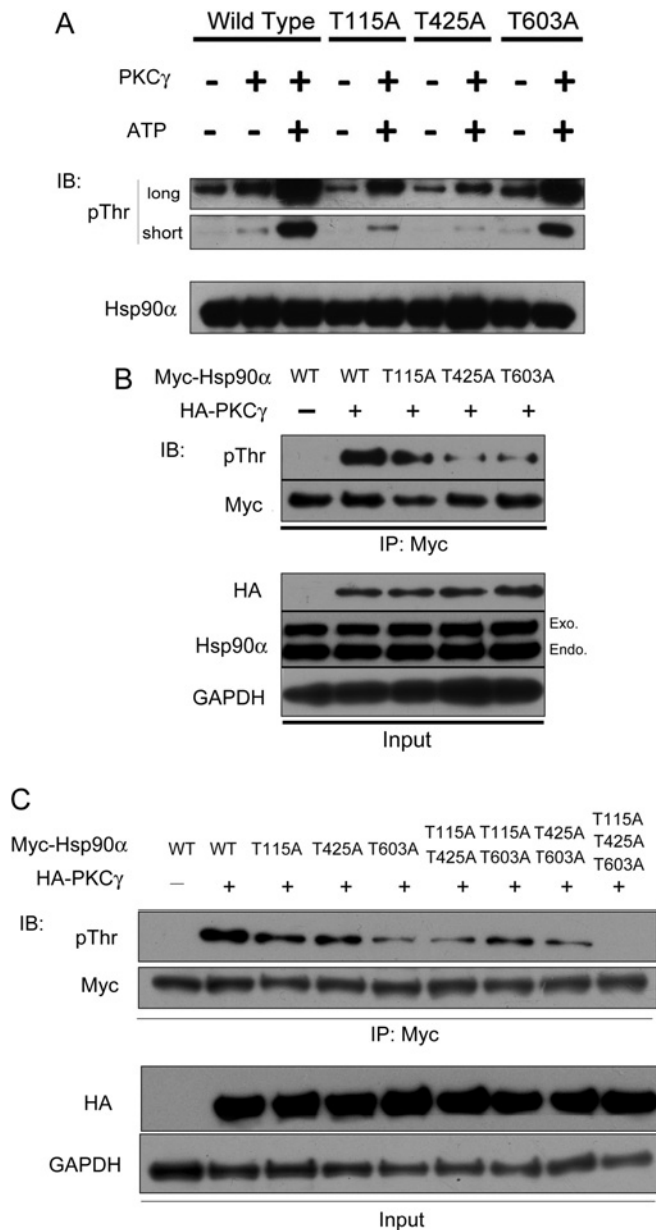 A
Wild Type T115A T425A T603A
PKCγ - + + - + - + - +
ATP - - + - + - + - +
IB:
pThr
long
short
Hsp90α
B
Myc-Hsp90α WT WT T115A T425A T603A
HA-PKCγ - + + + +
IB: pThr
Myc
IP: Myc
HA
Hsp90α
Exo.
Endo.
GAPDH
Input
C
T115A
T115A T115A T425A T425A
Myc-Hsp90α WT WT T115A T425A T603A T425A T603A T603A T603A
HA-PKCγ — + + + + + + + +
IB: pThr
Myc
IP: Myc
HA
GAPDH
Input